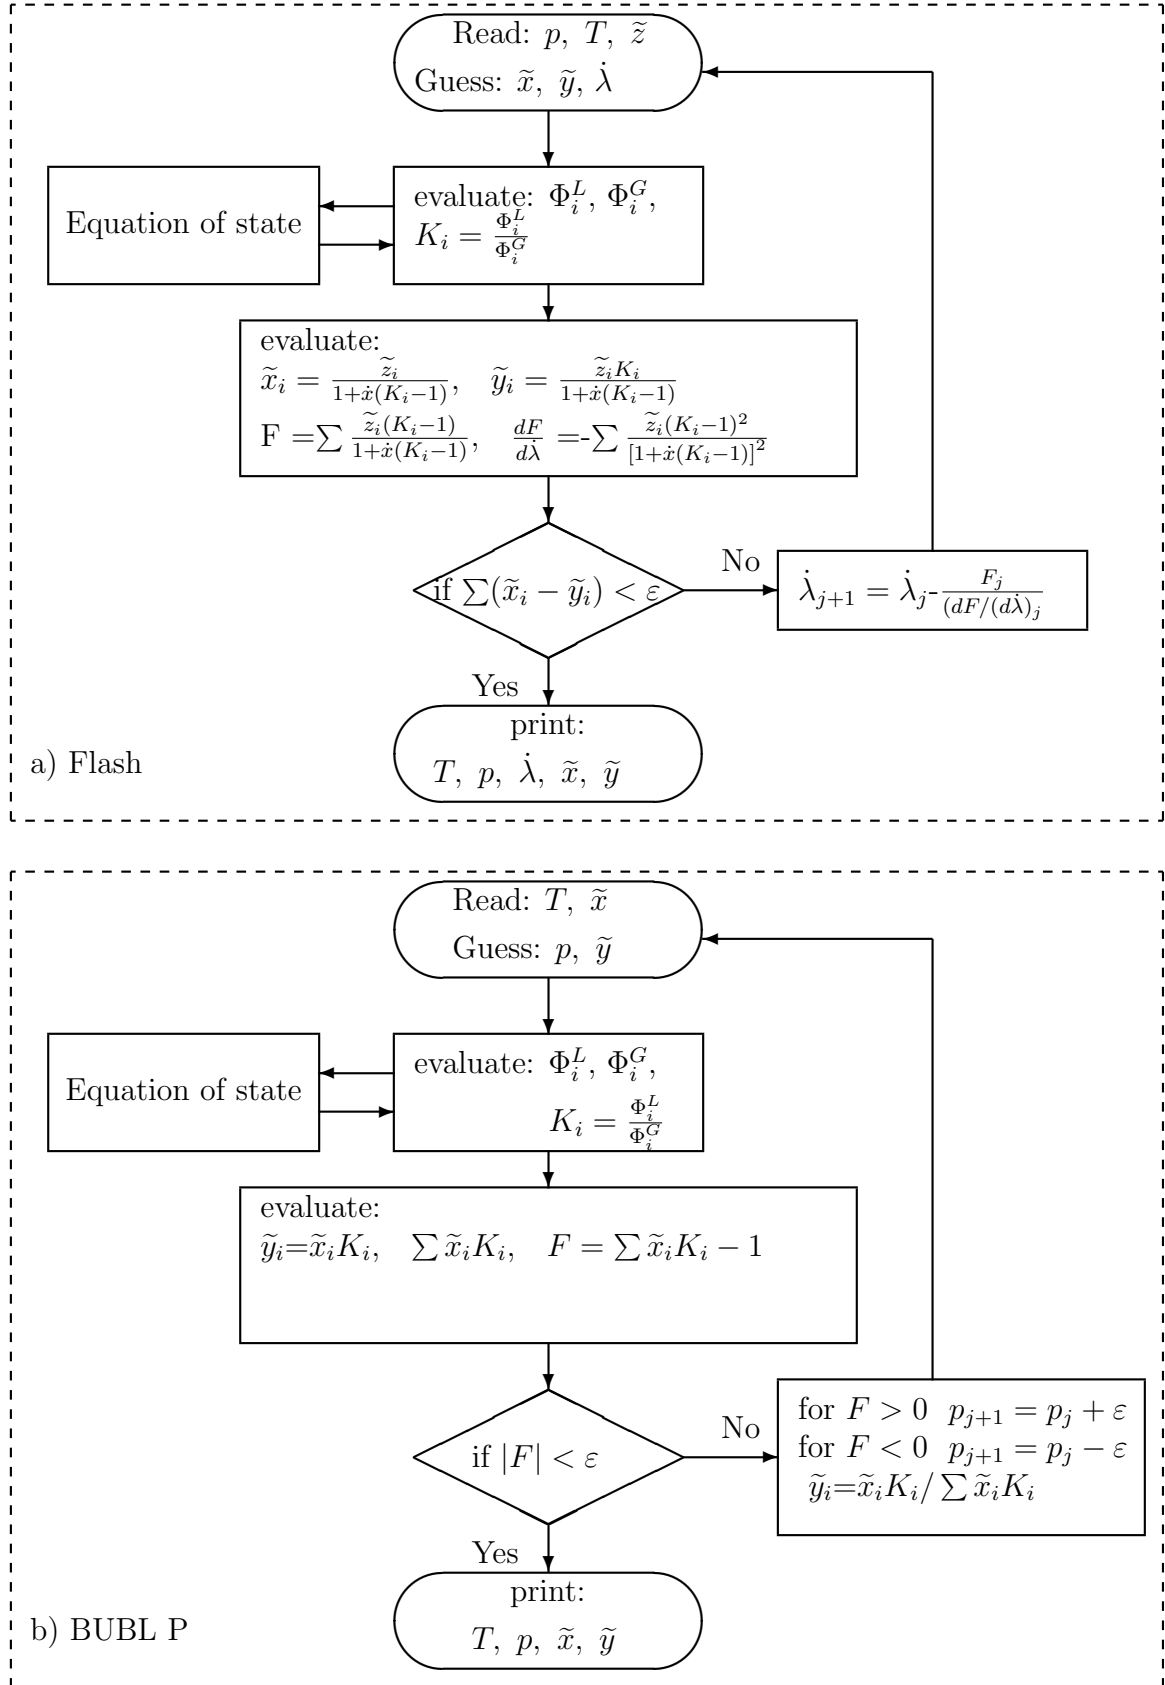 Read: p, T, x̃
Guess: x̃, ỹ, λ̇
Equation of state
evaluate: Φ_i^L, Φ_i^G,
K_i = Φ_i^L/Φ_i^G
evaluate:
x̃_i = z̃_i/(1+ẋ(K_i−1)), ỹ_i = z̃_iK_i/(1+ẋ(K_i−1))
F =∑ z̃_i(K_i−1)/(1+ẋ(K_i−1)), dF/dλ̇ =-∑ z̃_i(K_i−1)²/[1+ẋ(K_i−1)]²
if ∑(x̃_i − ỹ_i) < ε
No
λ̇_{j+1} = λ̇_j-F_j/(dF/(dλ̇)_j
Yes
print:
T, p, λ̇, x̃, ỹ
a) Flash
Read: T, x̃
Guess: p, ỹ
Equation of state
evaluate: Φ_i^L, Φ_i^G,
K_i = Φ_i^L/Φ_i^G
evaluate:
ỹ_i=x̃_iK_i, ∑ x̃_iK_i, F = ∑ x̃_iK_i − 1
if |F| < ε
No
for F > 0 p_{j+1} = p_j + ε
for F < 0 p_{j+1} = p_j − ε
ỹ_i=x̃_iK_i/ ∑ x̃_iK_i
Yes
print:
T, p, x̃, ỹ
b) BUBL P